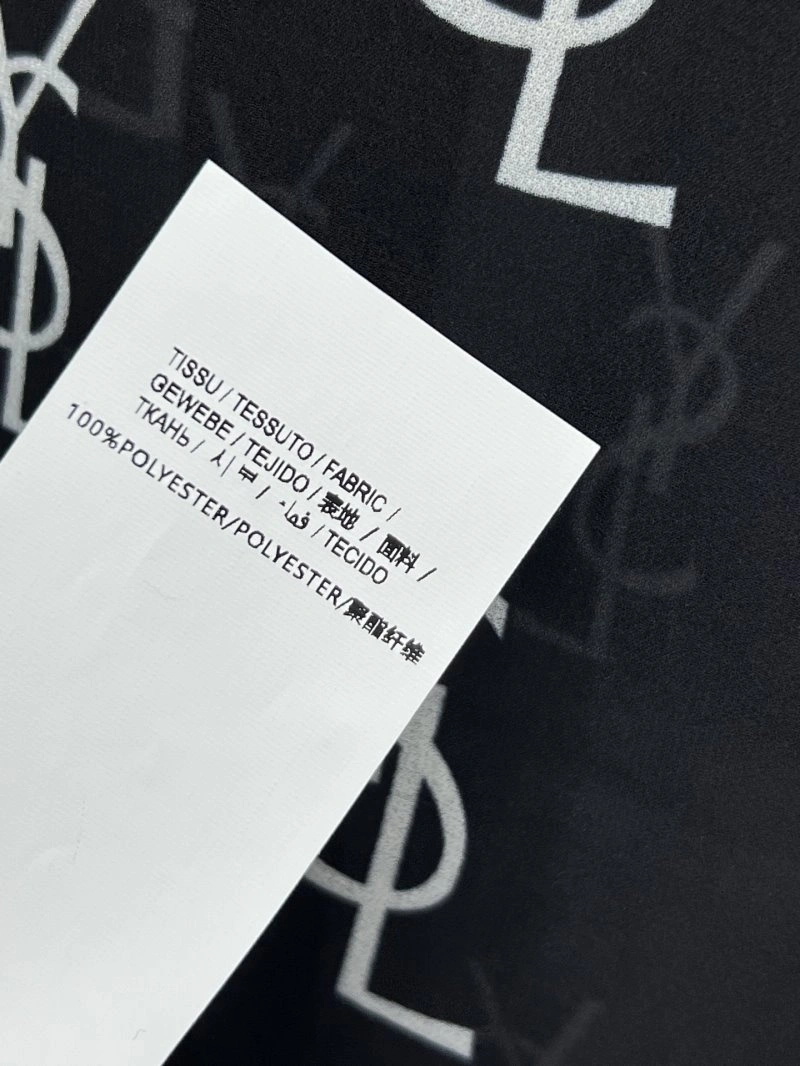 YSL
TISSU / TESSUTO / FABRIC /
GEWEBE / TEJIDO / 表地 / 面料 /
ТКАНЬ / 시부 / قماش / TECIDO
100%POLYESTER/POLYESTER/聚酯纤维